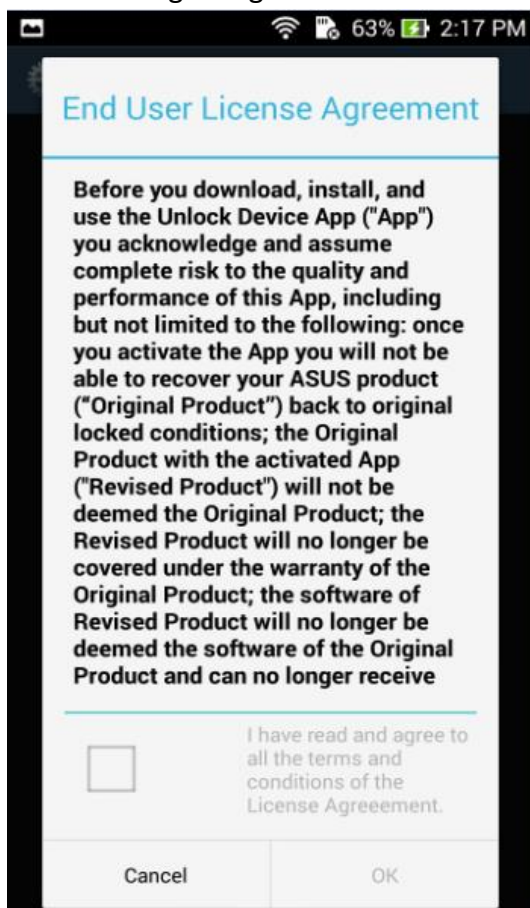 63% 2:17 PM
End User License Agreement
Before you download, install, and
use the Unlock Device App ("App")
you acknowledge and assume
complete risk to the quality and
performance of this App, including
but not limited to the following: once
you activate the App you will not be
able to recover your ASUS product
(“Original Product”) back to original
locked conditions; the Original
Product with the activated App
("Revised Product") will not be
deemed the Original Product; the
Revised Product will no longer be
covered under the warranty of the
Original Product; the software of
Revised Product will no longer be
deemed the software of the Original
Product and can no longer receive
I have read and agree to
all the terms and
conditions of the
License Agreeement.
Cancel OK